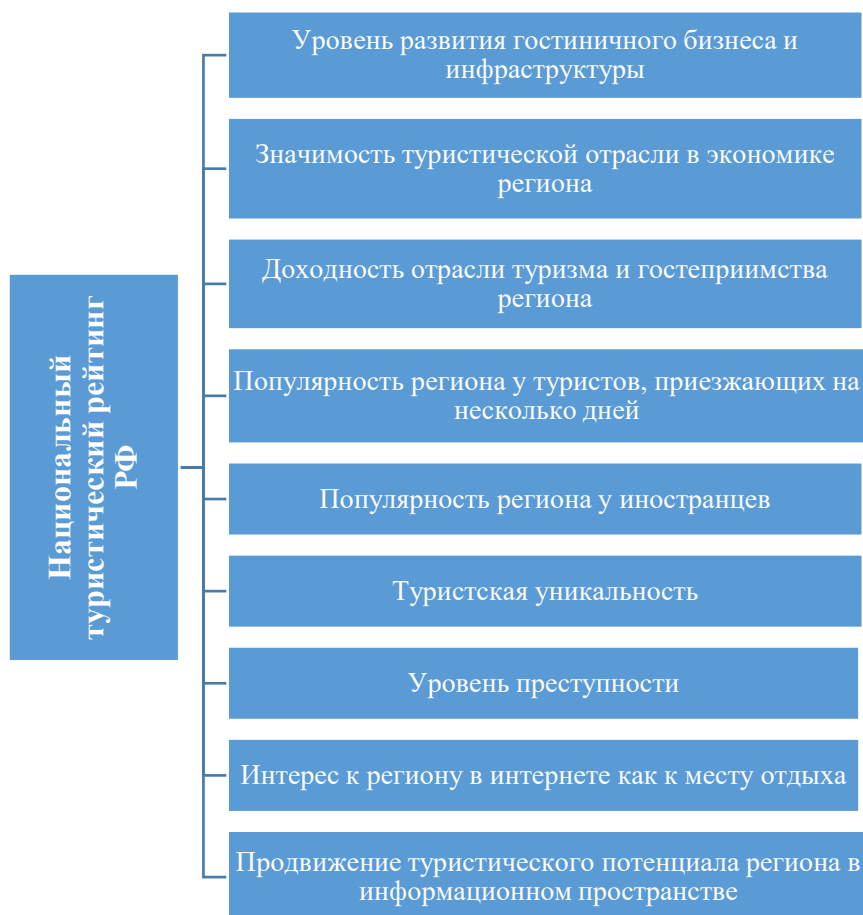 Национальный
туристический рейтинг
РФ
Уровень развития гостиничного бизнеса и
инфраструктуры
Значимость туристической отрасли в экономике
региона
Доходность отрасли туризма и гостеприимства
региона
Популярность региона у туристов, приезжающих на
несколько дней
Популярность региона у иностранцев
Туристская уникальность
Уровень преступности
Интерес к региону в интернете как к месту отдыха
Продвижение туристического потенциала региона в
информационном пространстве